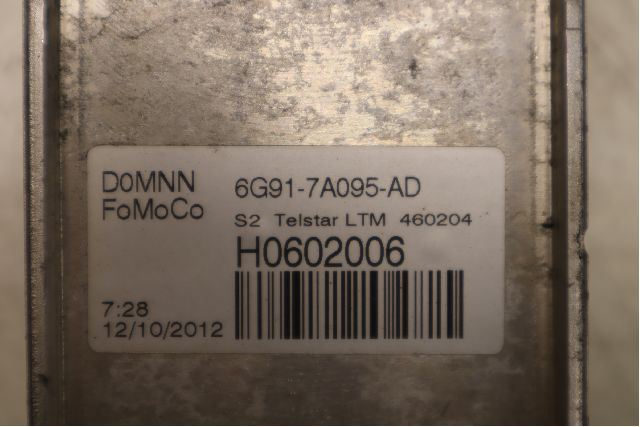 D0MNN 6G91-7A095-AD
FoMoCo S2 Telstar LTM 460204
H0602006
7:28
12/10/2012